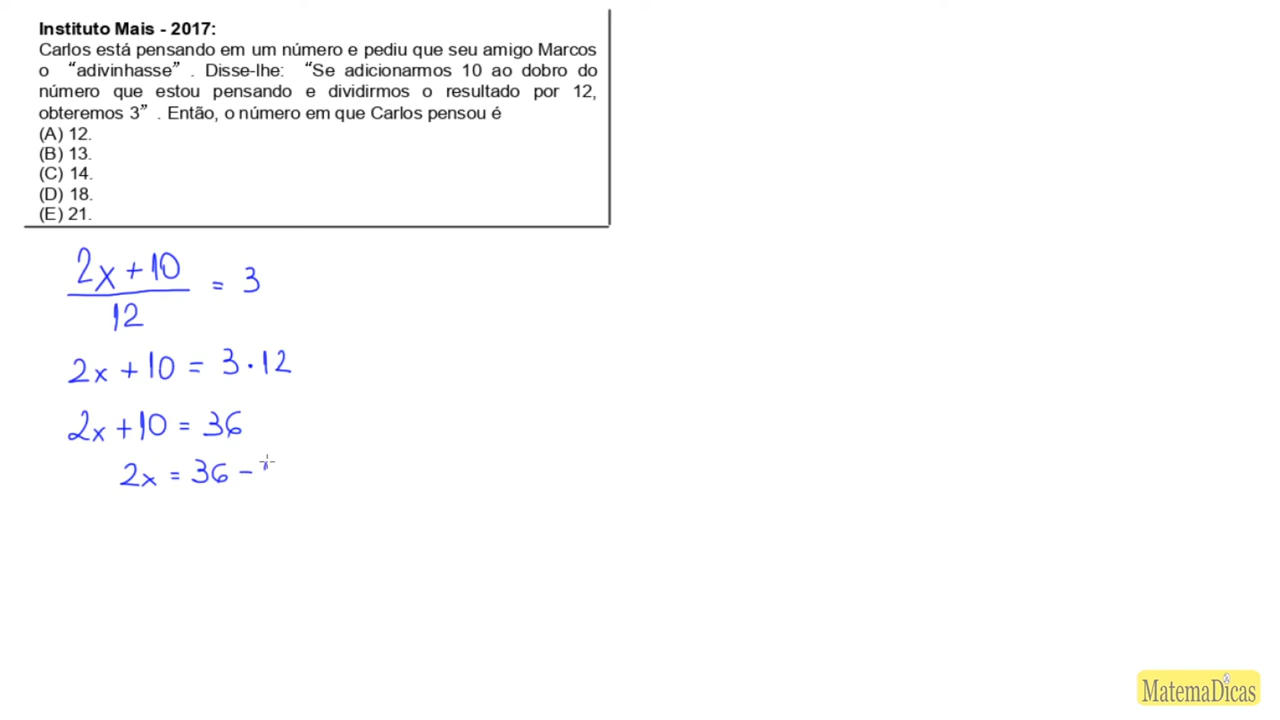 Instituto Mais - 2017:
Carlos está pensando em um número e pediu que seu amigo Marcos
o “adivinhasse” . Disse-lhe: “Se adicionarmos 10 ao dobro do
número que estou pensando e dividirmos o resultado por 12,
obteremos 3” . Então, o número em que Carlos pensou é
(A) 12.
(B) 13.
(C) 14.
(D) 18.
(E) 21.
2x + 10
= 3
12
2x + 10 = 3 · 12
2x + 10 = 36
2x = 36 -
MatemaDicas